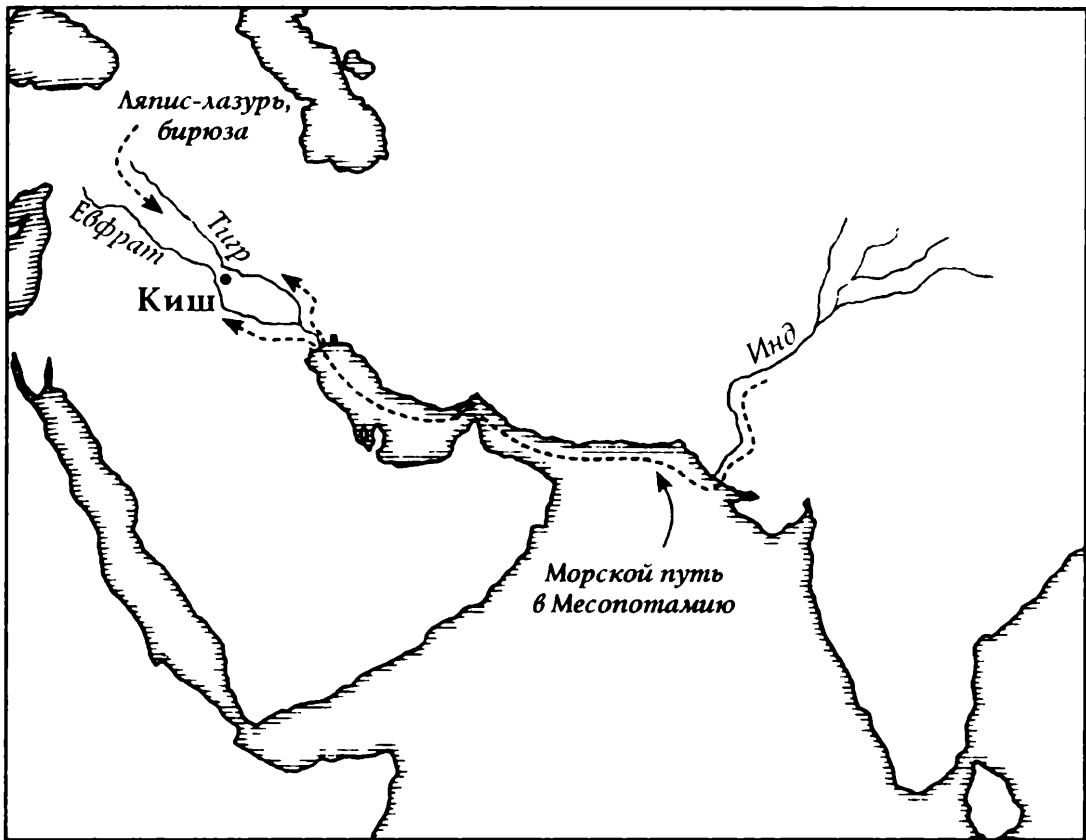 Ляпис-лазурь,
бирюза
Евфрат
Тигр
Киш
Инд
Морской путь
в Месопотамию